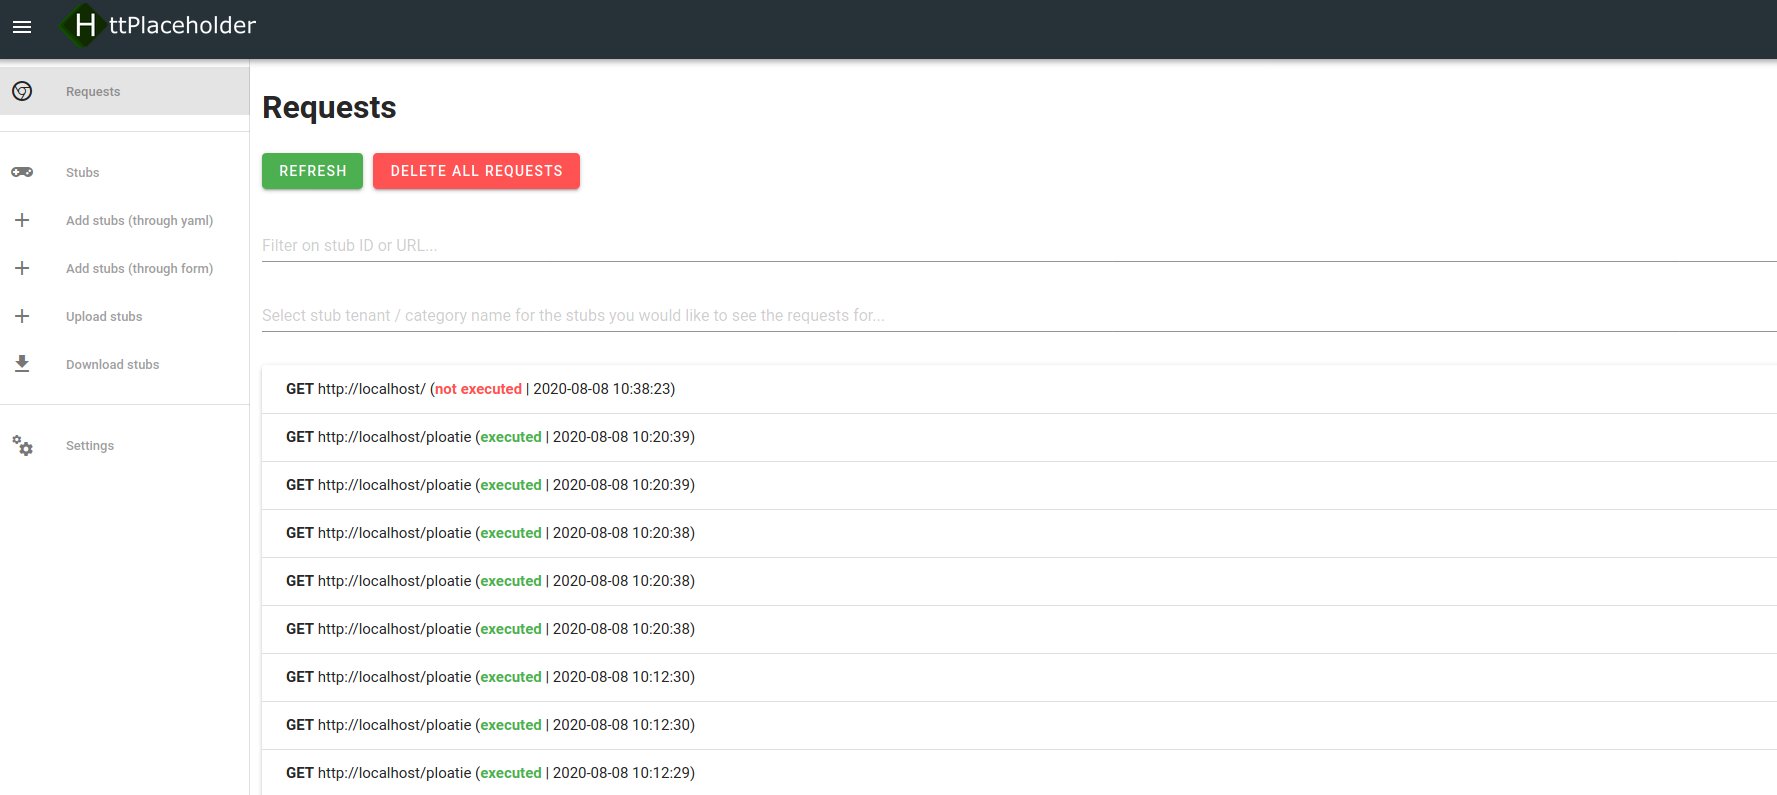 HttPlaceholder
Requests
Stubs
Add stubs (through yaml)
Add stubs (through form)
Upload stubs
Download stubs
Settings
Requests
REFRESH
DELETE ALL REQUESTS
Filter on stub ID or URL...
Select stub tenant / category name for the stubs you would like to see the requests for...
GET http://localhost/ (not executed | 2020-08-08 10:38:23)
GET http://localhost/ploatie (executed | 2020-08-08 10:20:39)
GET http://localhost/ploatie (executed | 2020-08-08 10:20:39)
GET http://localhost/ploatie (executed | 2020-08-08 10:20:38)
GET http://localhost/ploatie (executed | 2020-08-08 10:20:38)
GET http://localhost/ploatie (executed | 2020-08-08 10:20:38)
GET http://localhost/ploatie (executed | 2020-08-08 10:12:30)
GET http://localhost/ploatie (executed | 2020-08-08 10:12:30)
GET http://localhost/ploatie (executed | 2020-08-08 10:12:29)